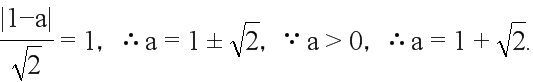 |1−a|/√2 = 1, ∴a = 1 ± √2, ∵ a > 0, ∴a = 1 + √2.